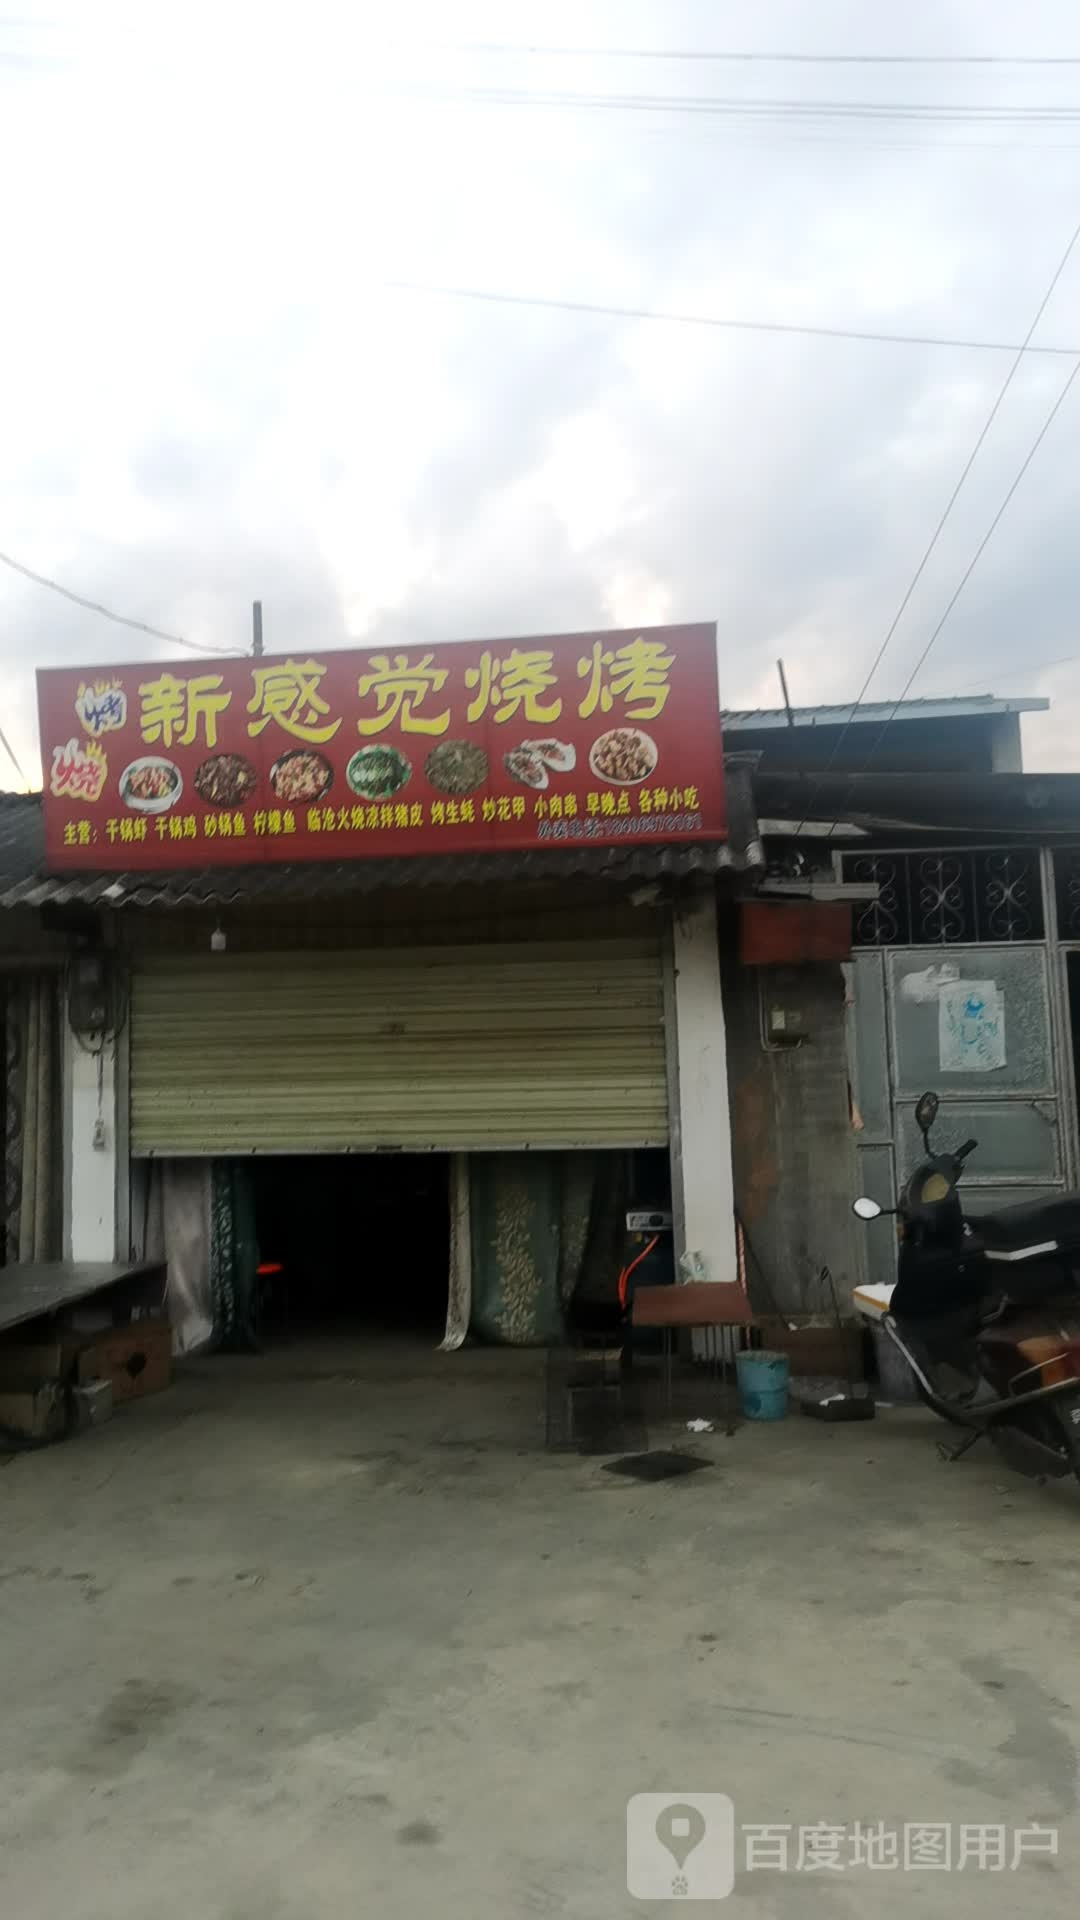 烧烤
新感觉烧烤
主营：干锅虾 干锅鸡 砂锅鱼 柠檬鱼 临沧火烧凉拌猪皮 烤生蚝 炒花甲 小肉串 早晚点 各种小吃
百度地图用户